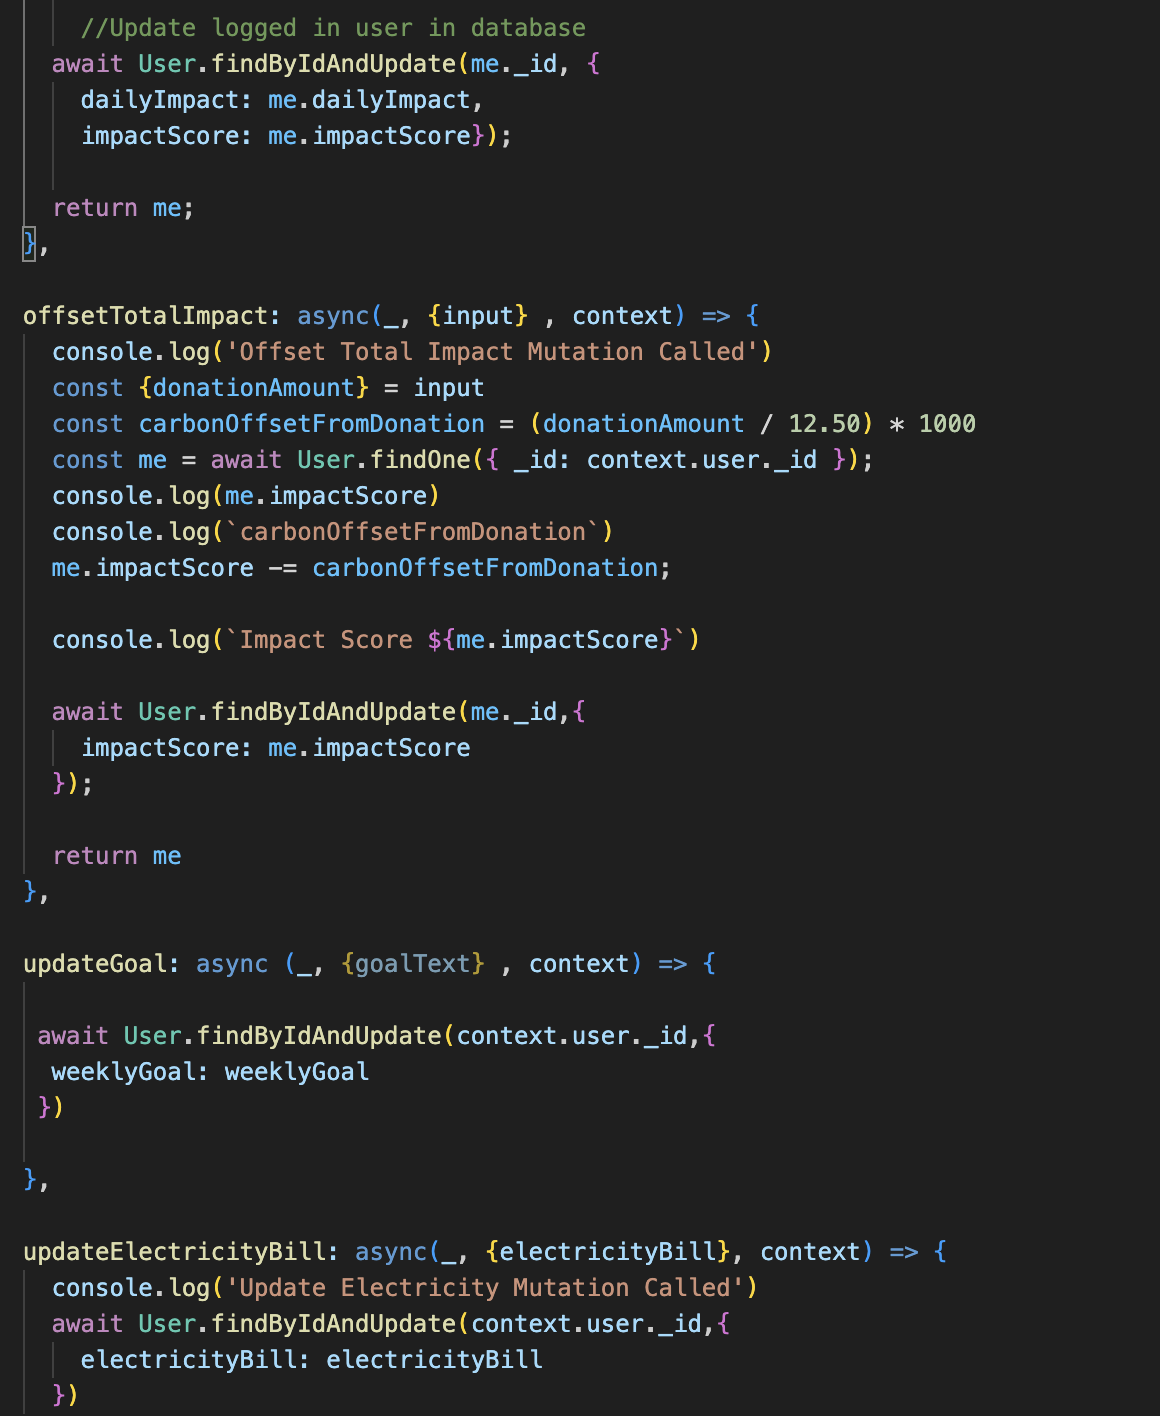 //Update logged in user in database
await User.findByIdAndUpdate(me._id, {
dailyImpact: me.dailyImpact,
impactScore: me.impactScore});
return me;
},
offsetTotalImpact: async(_, {input} , context) => {
console.log('Offset Total Impact Mutation Called')
const {donationAmount} = input
const carbonOffsetFromDonation = (donationAmount / 12.50) * 1000
const me = await User.findOne({ _id: context.user._id });
console.log(me.impactScore)
console.log(`carbonOffsetFromDonation`)
me.impactScore -= carbonOffsetFromDonation;
console.log(`Impact Score ${me.impactScore}`)
await User.findByIdAndUpdate(me._id,{
impactScore: me.impactScore
});
return me
},
updateGoal: async (_, {goalText} , context) => {
await User.findByIdAndUpdate(context.user._id,{
weeklyGoal: weeklyGoal
})
},
updateElectricityBill: async(_, {electricityBill}, context) => {
console.log('Update Electricity Mutation Called')
await User.findByIdAndUpdate(context.user._id,{
electricityBill: electricityBill
})